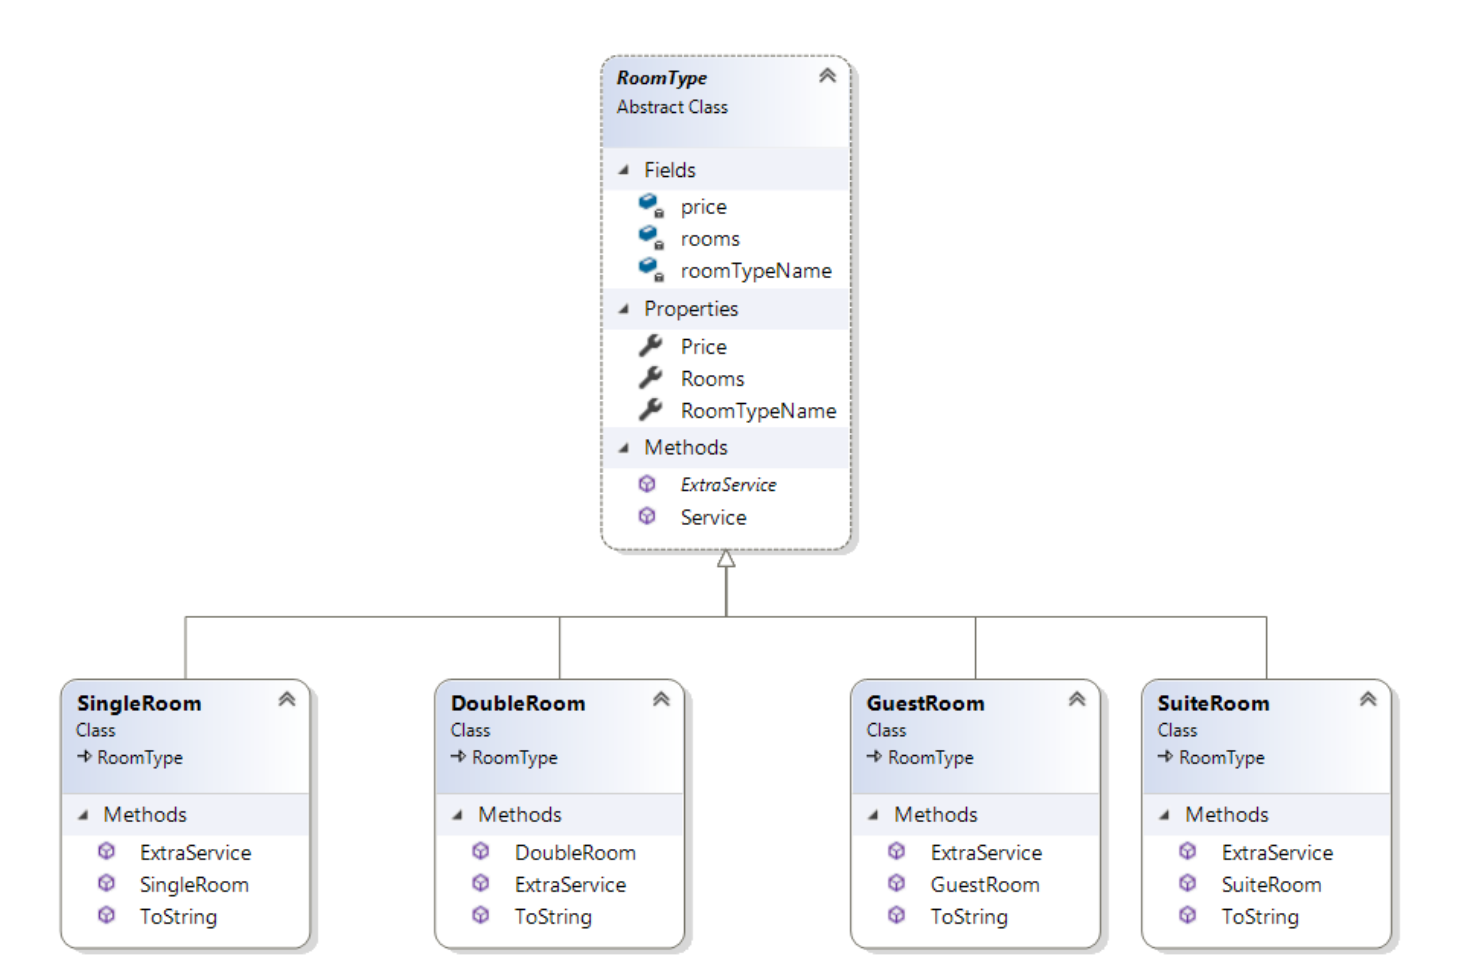 RoomType
Abstract Class
Fields
price
rooms
roomTypeName
Properties
Price
Rooms
RoomTypeName
Methods
ExtraService
Service
SingleRoom
Class
RoomType
Methods
ExtraService
SingleRoom
ToString
DoubleRoom
Class
RoomType
Methods
DoubleRoom
ExtraService
ToString
GuestRoom
Class
RoomType
Methods
ExtraService
GuestRoom
ToString
SuiteRoom
Class
RoomType
Methods
ExtraService
SuiteRoom
ToString